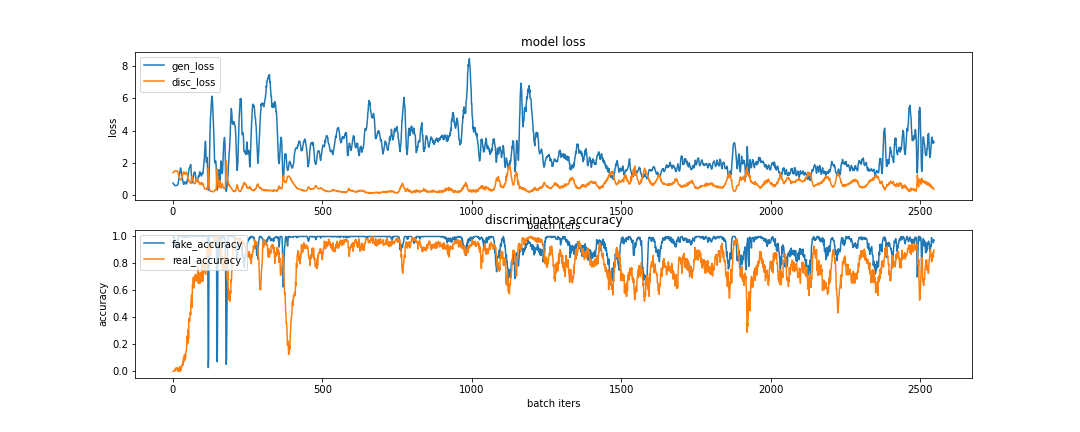 model loss
gen_loss
disc_loss
loss
8
6
4
2
0
0 500 1000 1500 2000 2500
batch iters
discriminator accuracy
fake_accuracy
real_accuracy
accuracy
1.0
0.8
0.6
0.4
0.2
0.0
0 500 1000 1500 2000 2500
batch iters